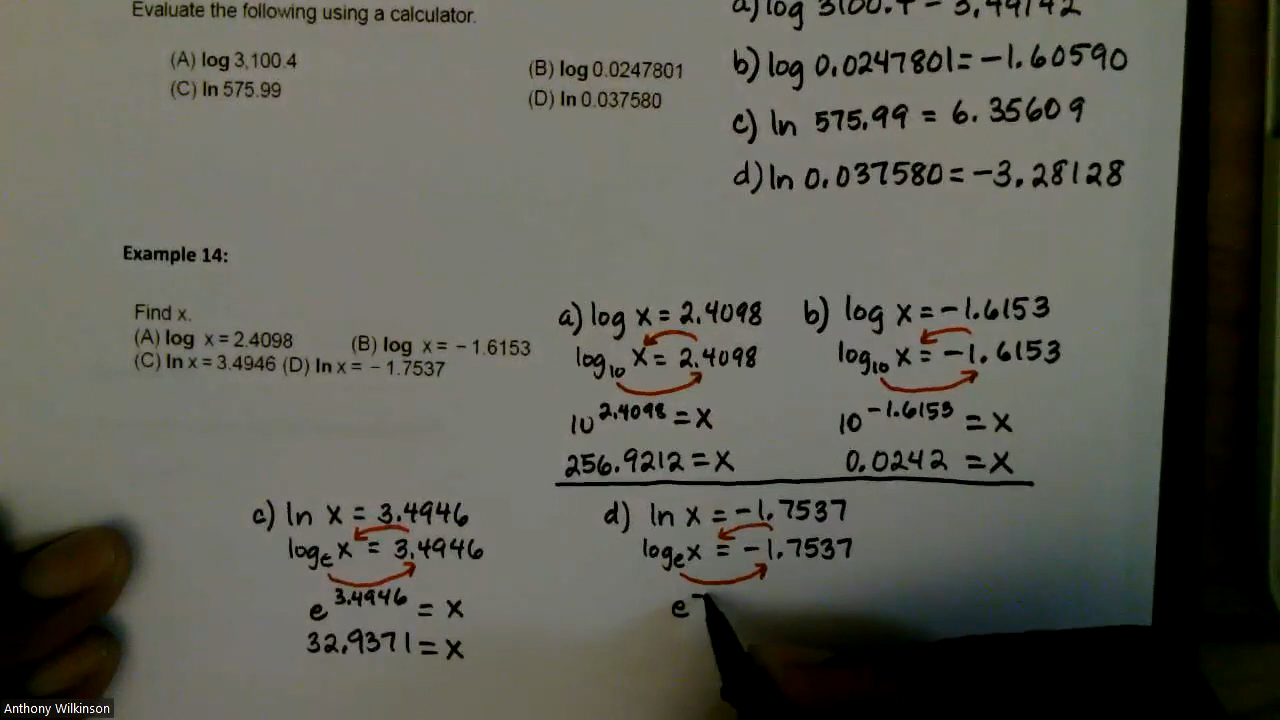 Evaluate the following using a calculator.
(A) log 3,100.4
(B) log 0.0247801
(C) ln 575.99
(D) ln 0.037580
b) log 0.0247801 = -1.60590
c) ln 575.99 = 6.35609
d) ln 0.037580 = -3.28128
Example 14:
Find x.
(A) log x = 2.4098
(B) log x = − 1.6153
(C) ln x = 3.4946 (D) ln x = − 1.7537
a) log x = 2.4098
log₁₀ x = 2.4098
10^2.4098 = x
256.9212 = x
b) log x = -1.6153
log₁₀ x = -1.6153
10^-1.6153 = x
0.0242 = x
c) ln x = 3.4946
logₑ x = 3.4946
e^3.4946 = x
32.9371 = x
d) ln x = -1.7537
logₑ x = -1.7537
e^-
Anthony Wilkinson